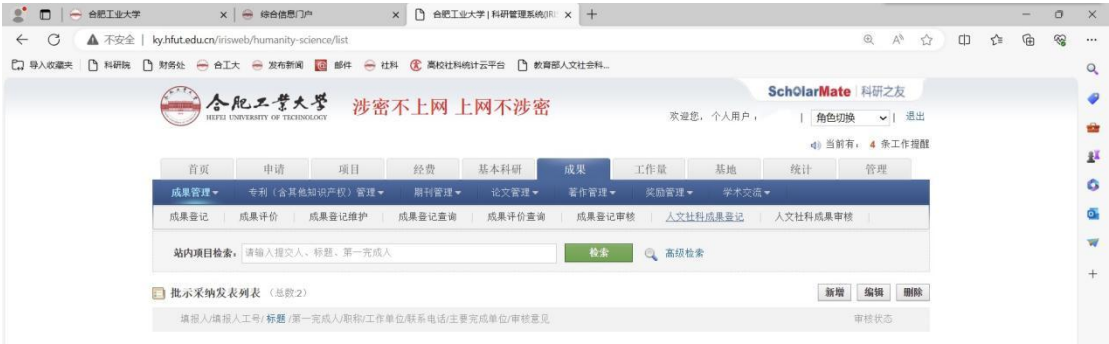 合肥工业大学 × 综合信息门户 × 合肥工业大学|科研管理系统(IRI × +
不安全 | ky.hfut.edu.cn/irisweb/humanity-science/list
导入收藏夹 科研院 财务处 合工大 发布新闻 邮件 社科 高校社科统计云平台 教育部人文社会科...
合肥工业大学
HEFEI UNIVERSITY OF TECHNOLOGY
涉密不上网 上网不涉密
SchOlarMate 科研之友
欢迎您，个人用户， | 角色切换 | 退出
当前有， 4 条工作提醒
首页 申请 项目 经费 基本科研 成果 工作量 基地 统计 管理
成果管理 专利（含其他知识产权）管理 期刊管理 论文管理 著作管理 奖励管理 学术交流
成果登记 | 成果评价 | 成果登记维护 | 成果登记查询 | 成果评价查询 | 成果登记审核 | 人文社科成果登记 | 人文社科成果审核 |
站内项目检索： 请输入提交人、标题、第一完成人 检索 高级检索
批示采纳发表列表 （总数:2） 新增 编辑 删除
填报人/填报人工号/标题/第一完成人/职称/工作单位/联系电话/主要完成单位/审核意见 审核状态